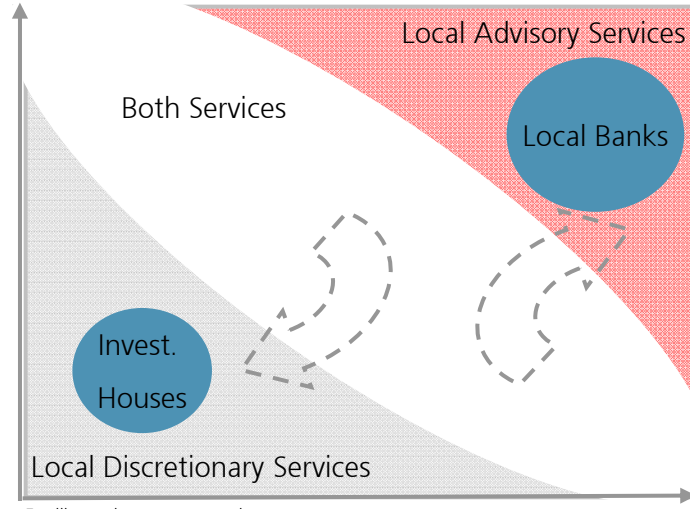 Local Advisory Services
Both Services
Local Banks
Invest.
Houses
Local Discretionary Services